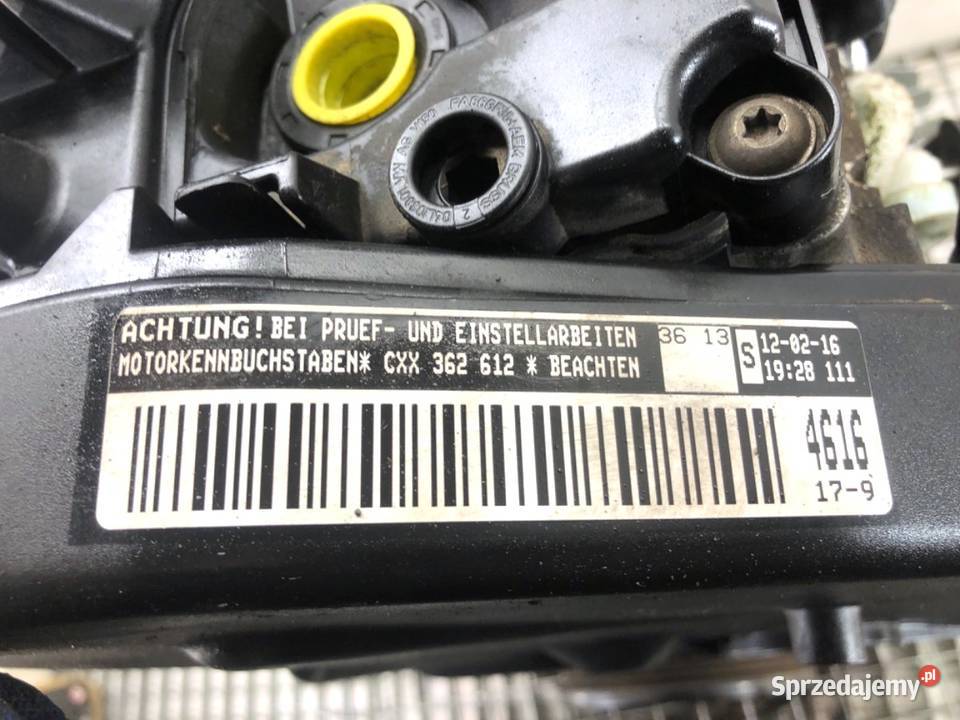 ACHTUNG! BEI PRUEF- UND EINSTELLARBEITEN
MOTORKENNBUCHSTABEN* CXX 362 612 * BEACHTEN
36 13
S
12-02-16
19:28 111
4616
17-9
Sprzedajemy.pl